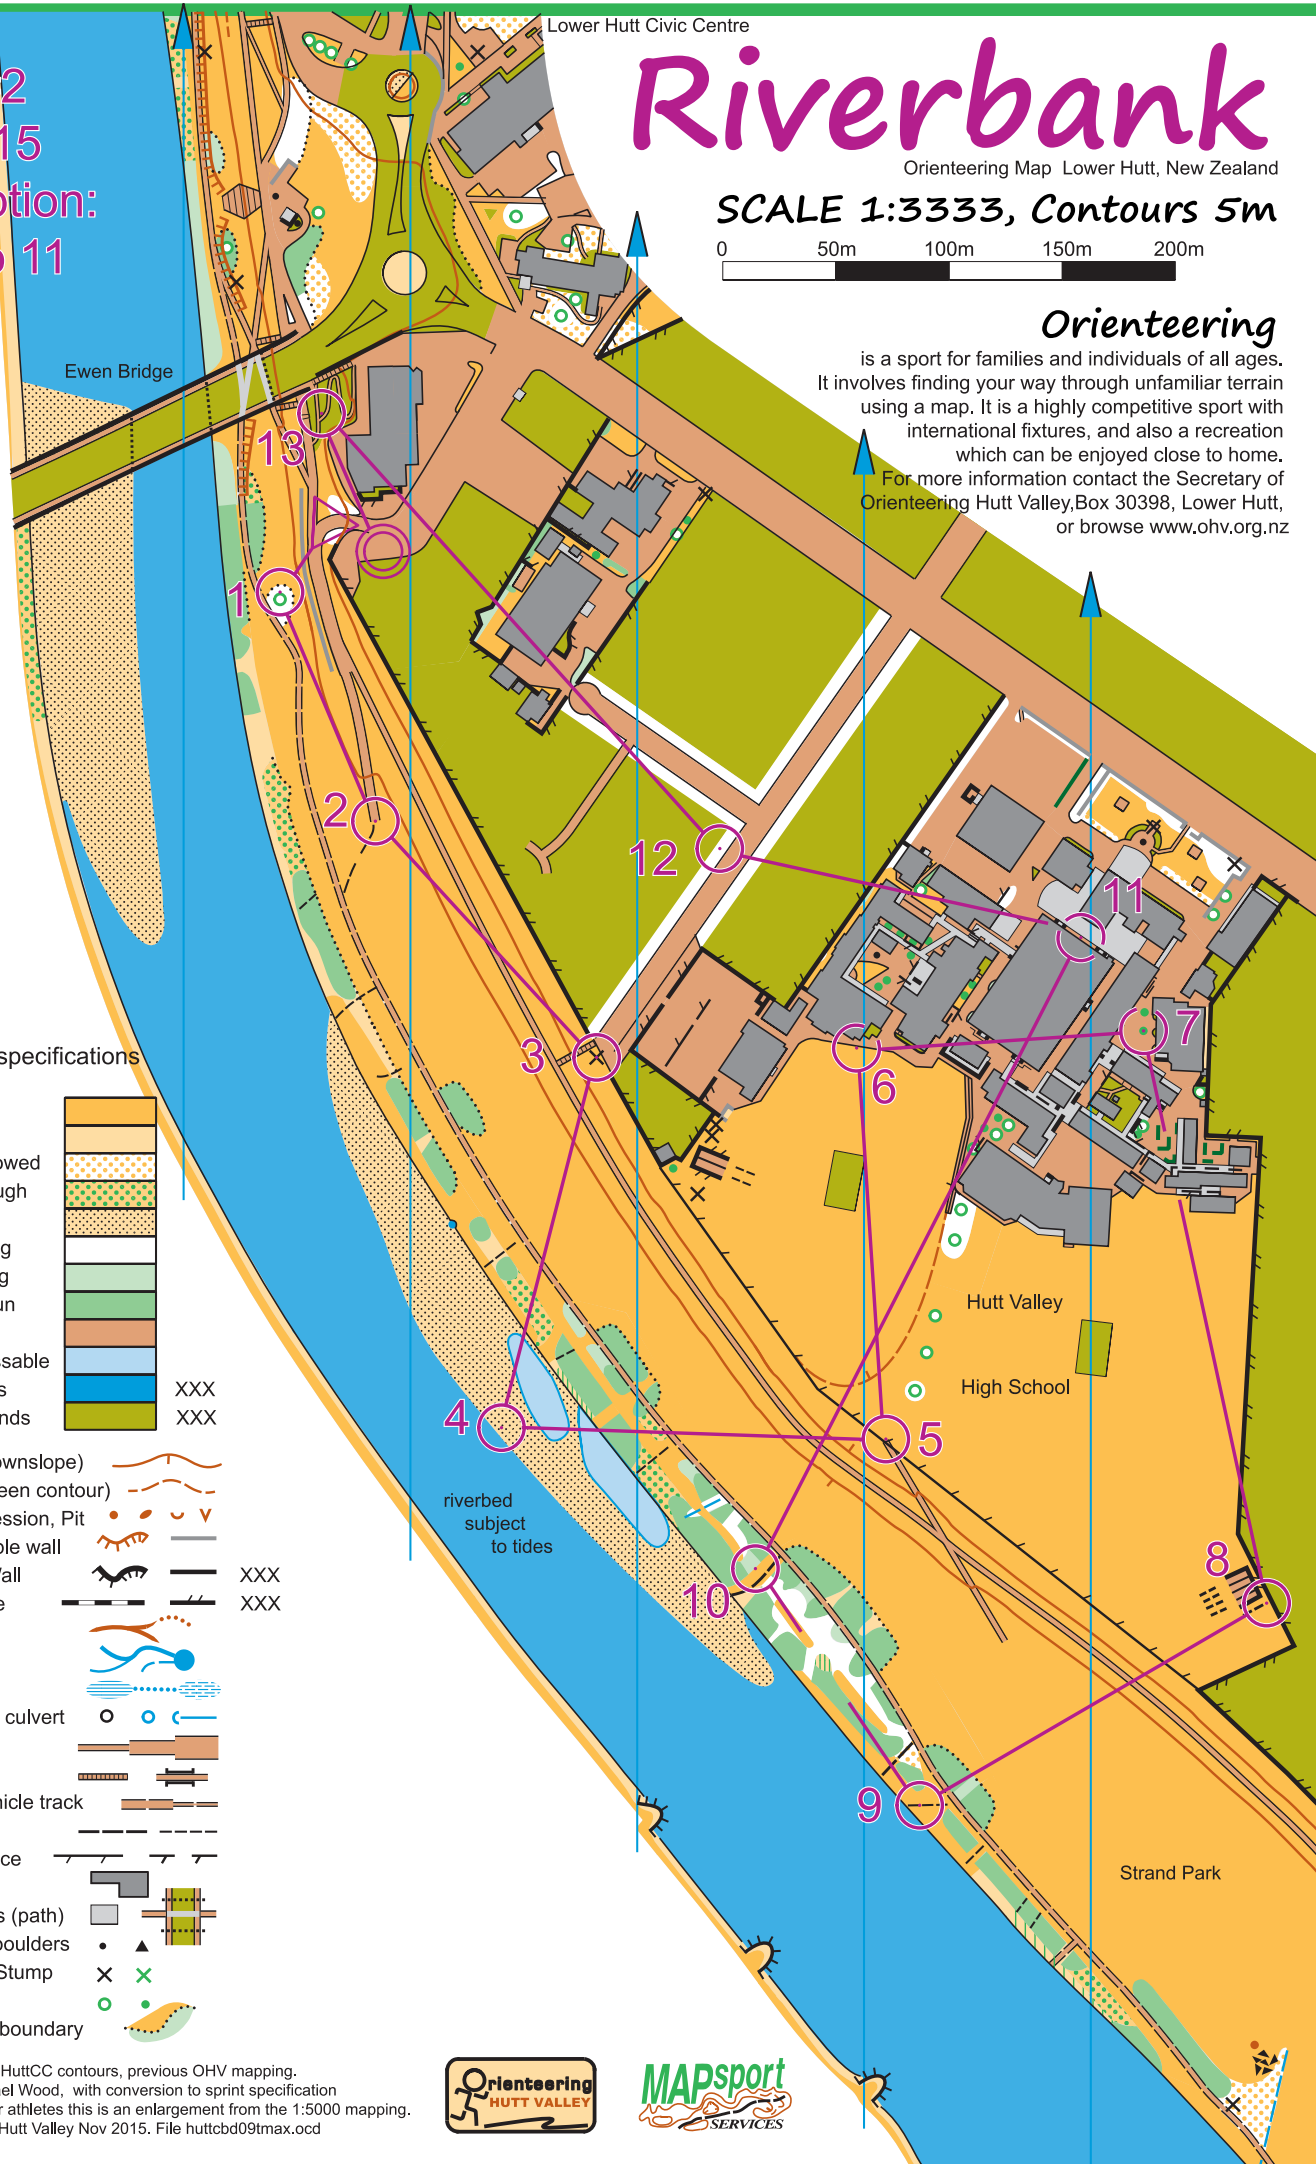 Lower Hutt Civic Centre
Riverbank
Orienteering Map Lower Hutt, New Zealand
SCALE 1:3333, Contours 5m
0 50m 100m 150m 200m
Orienteering
is a sport for families and individuals of all ages.
It involves finding your way through unfamiliar terrain
using a map. It is a highly competitive sport with
international fixtures, and also a recreation
which can be enjoyed close to home.
For more information contact the Secretary of
Orienteering Hutt Valley,Box 30398, Lower Hutt,
or browse www.ohv.org.nz
2
15
otion:
11
Ewen Bridge
13
1
2
12
11
3
7
6
4
5
8
10
9
Hutt Valley
High School
riverbed
subject
to tides
Strand Park
specifications
owed
ugh
g
g
un
ssable
s XXX
nds XXX
ownslope)
een contour)
ession, Pit
ble wall
Vall XXX
e XXX
culvert
hicle track
ce
s (path)
boulders
Stump
boundary
HuttCC contours, previous OHV mapping.
el Wood, with conversion to sprint specification
r athletes this is an enlargement from the 1:5000 mapping.
Hutt Valley Nov 2015. File huttcbd09tmax.ocd
Orienteering
HUTT VALLEY
MAPsport
SERVICES